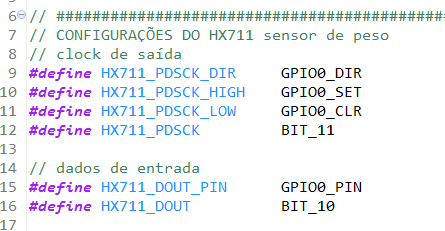 5
6 // ##########################################
7 // CONFIGURAÇÕES DO HX711 sensor de peso
8 // clock de saída
9 #define HX711_PDSCK_DIR GPIO0_DIR
10 #define HX711_PDSCK_HIGH GPIO0_SET
11 #define HX711_PDSCK_LOW GPIO0_CLR
12 #define HX711_PDSCK BIT_11
13
14 // dados de entrada
15 #define HX711_DOUT_PIN GPIO0_PIN
16 #define HX711_DOUT BIT_10
17